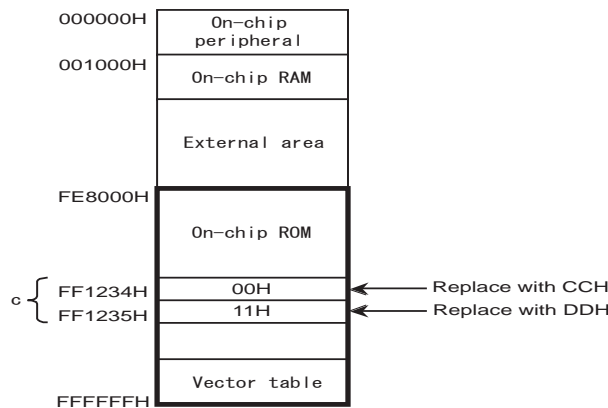 000000H
On-chip
peripheral
001000H
On-chip RAM
External area
FE8000H
On-chip ROM
c
FF1234H
00H
Replace with CCH
FF1235H
11H
Replace with DDH
Vector table
FFFFFFH